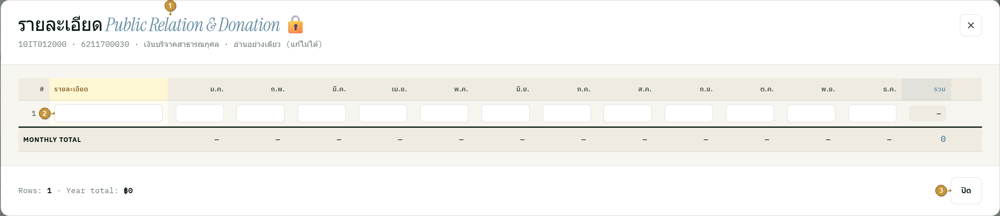 1
รายละเอียด Public Relation & Donation
10IT012000 · 6211700030 · เงินบริจาคสาธารณกุศล · อ่านอย่างเดียว (แก้ไม่ได้)
# รายละเอียด ม.ค. ก.พ. มี.ค. เม.ย. พ.ค. มิ.ย. ก.ค. ส.ค. ก.ย. ต.ค. พ.ย. ธ.ค. รวม
1 2 –
MONTHLY TOTAL – – – – – – – – – – – – 0
Rows: 1 · Year total: ฿0 3 ปิด